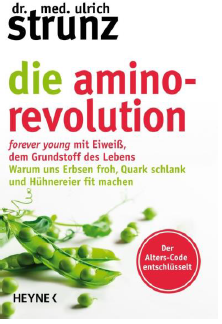 dr. med. ulrich
strunz
die amino-
revolution
forever young mit Eiweiß,
dem Grundstoff des Lebens
Warum uns Erbsen froh, Quark schlank
und Hühnereier fit machen
Der
Alters-Code
entschlüsselt
HEYNE <